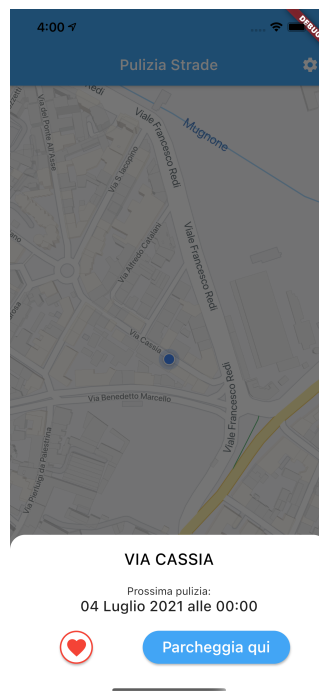 4:00
DEBUG
Pulizia Strade
Viale Francesco Redi
Mugnone
Via del Ponte All'Asse
Via S. Iacopino
Via Alfredo Catalani
Viale Francesco Redi
Via Cassia
Viale Francesco Redi
Via Benedetto Marcello
Via Pierluigi da Palestrina
VIA CASSIA
Prossima pulizia:
04 Luglio 2021 alle 00:00
Parcheggia qui